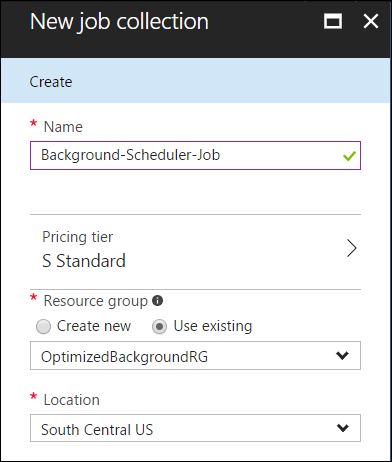 New job collection
Create
* Name
Background-Scheduler-Job
Pricing tier
S Standard
* Resource group
Create new Use existing
OptimizedBackgroundRG
* Location
South Central US